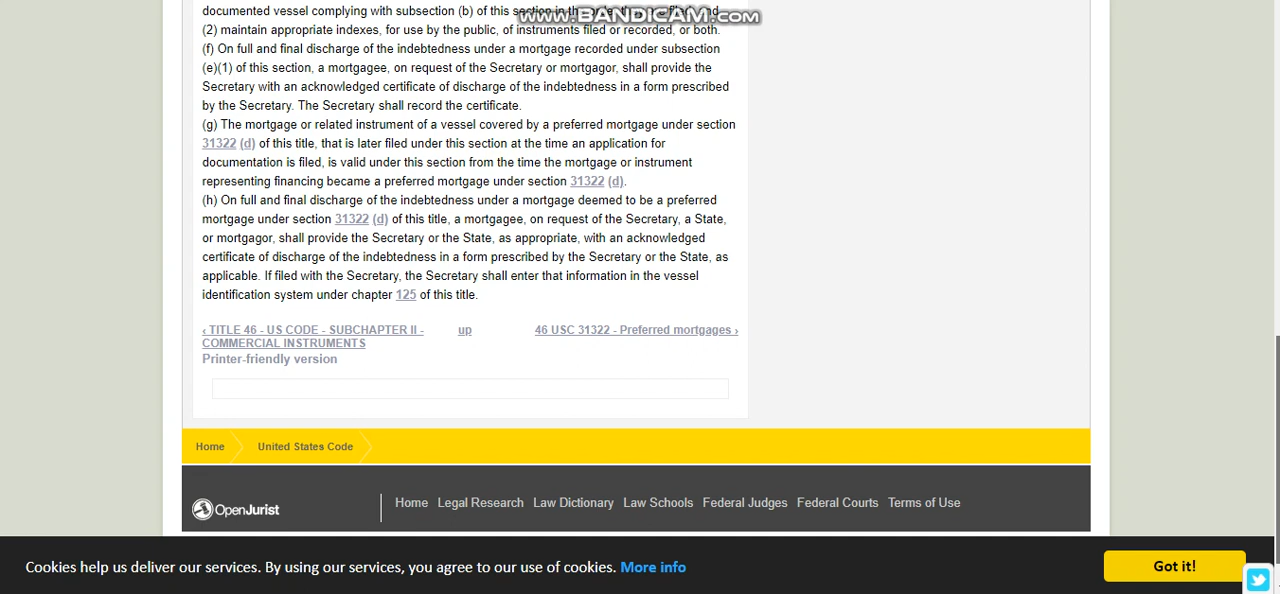 documented vessel complying with subsection (b) of this section in the order they are filed; and
www.BANDICAM.com
(2) maintain appropriate indexes, for use by the public, of instruments filed or recorded, or both.
(f) On full and final discharge of the indebtedness under a mortgage recorded under subsection
(e)(1) of this section, a mortgagee, on request of the Secretary or mortgagor, shall provide the
Secretary with an acknowledged certificate of discharge of the indebtedness in a form prescribed
by the Secretary. The Secretary shall record the certificate.
(g) The mortgage or related instrument of a vessel covered by a preferred mortgage under section
31322 (d) of this title, that is later filed under this section at the time an application for
documentation is filed, is valid under this section from the time the mortgage or instrument
representing financing became a preferred mortgage under section 31322 (d).
(h) On full and final discharge of the indebtedness under a mortgage deemed to be a preferred
mortgage under section 31322 (d) of this title, a mortgagee, on request of the Secretary, a State,
or mortgagor, shall provide the Secretary or the State, as appropriate, with an acknowledged
certificate of discharge of the indebtedness in a form prescribed by the Secretary or the State, as
applicable. If filed with the Secretary, the Secretary shall enter that information in the vessel
identification system under chapter 125 of this title.
‹ TITLE 46 - US CODE - SUBCHAPTER II - up 46 USC 31322 - Preferred mortgages ›
COMMERCIAL INSTRUMENTS
Printer-friendly version
Home United States Code
OpenJurist Home Legal Research Law Dictionary Law Schools Federal Judges Federal Courts Terms of Use
Cookies help us deliver our services. By using our services, you agree to our use of cookies. More info Got it!